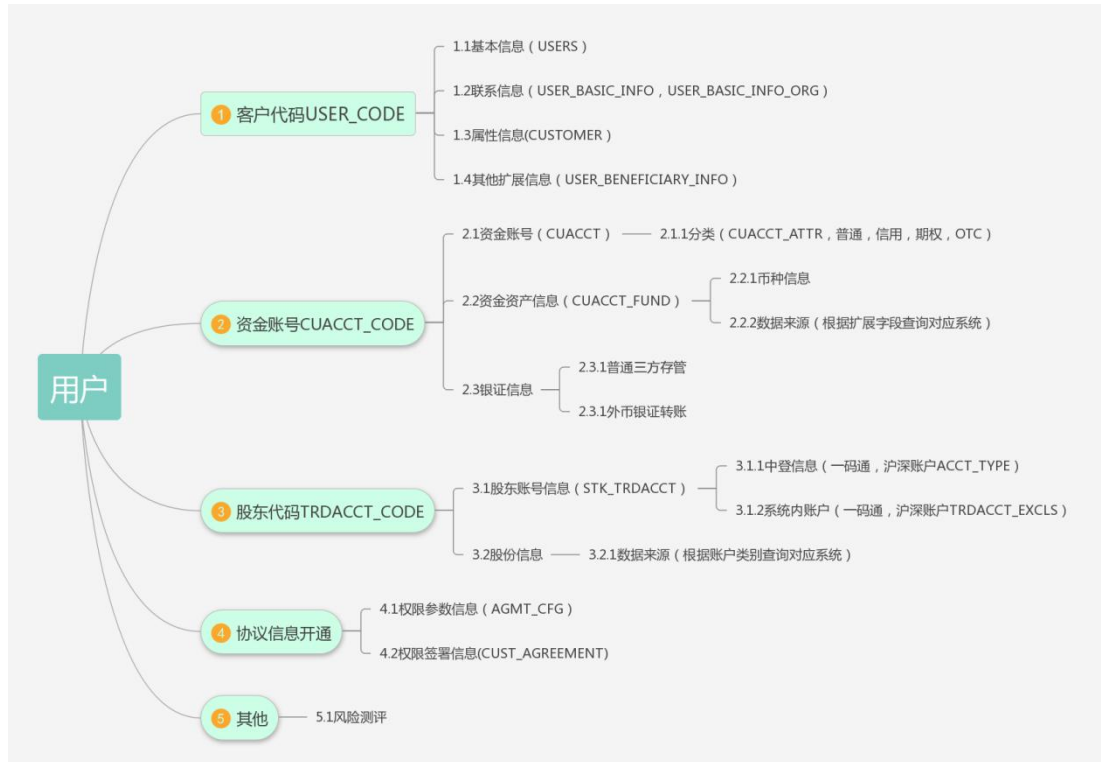 用户
1 客户代码USER_CODE
1.1基本信息（USERS）
1.2联系信息（USER_BASIC_INFO，USER_BASIC_INFO_ORG）
1.3属性信息(CUSTOMER）
1.4其他扩展信息（USER_BENEFICIARY_INFO）
2 资金账号CUACCT_CODE
2.1资金账号（CUACCT）
2.1.1分类（CUACCT_ATTR，普通，信用，期权，OTC）
2.2资金资产信息（CUACCT_FUND）
2.2.1币种信息
2.2.2数据来源（根据扩展字段查询对应系统）
2.3银证信息
2.3.1普通三方存管
2.3.1外币银证转账
3 股东代码TRDACCT_CODE
3.1股东账号信息（STK_TRDACCT）
3.1.1中登信息（一码通，沪深账户ACCT_TYPE）
3.1.2系统内账户（一码通，沪深账户TRDACCT_EXCLS）
3.2股份信息
3.2.1数据来源（根据账户类别查询对应系统）
4 协议信息开通
4.1权限参数信息（AGMT_CFG）
4.2权限签署信息(CUST_AGREEMENT)
5 其他
5.1风险测评